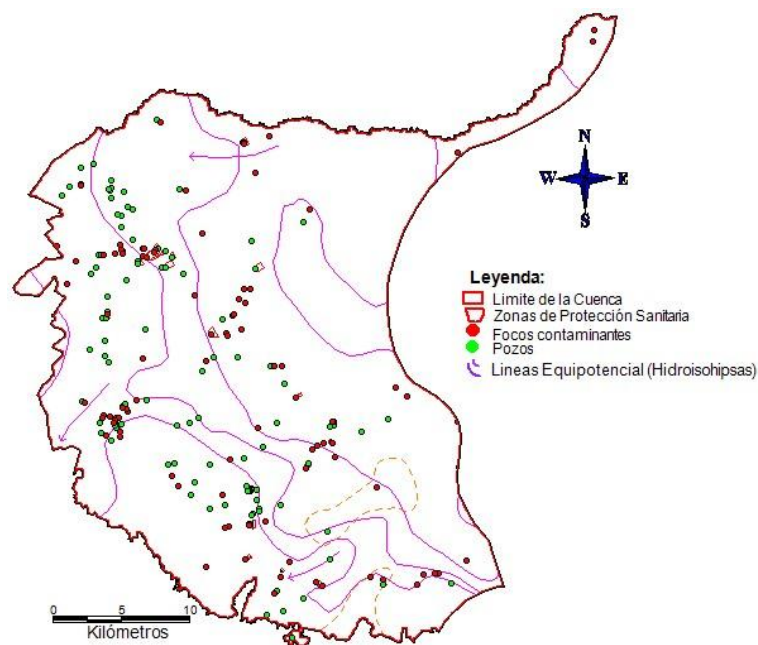 N
W E
S
Leyenda:
Limite de la Cuenca
Zonas de Protección Sanitaria
Focos contaminantes
Pozos
Lineas Equipotencial (Hidroisohipsas)
0 5 10
Kilómetros